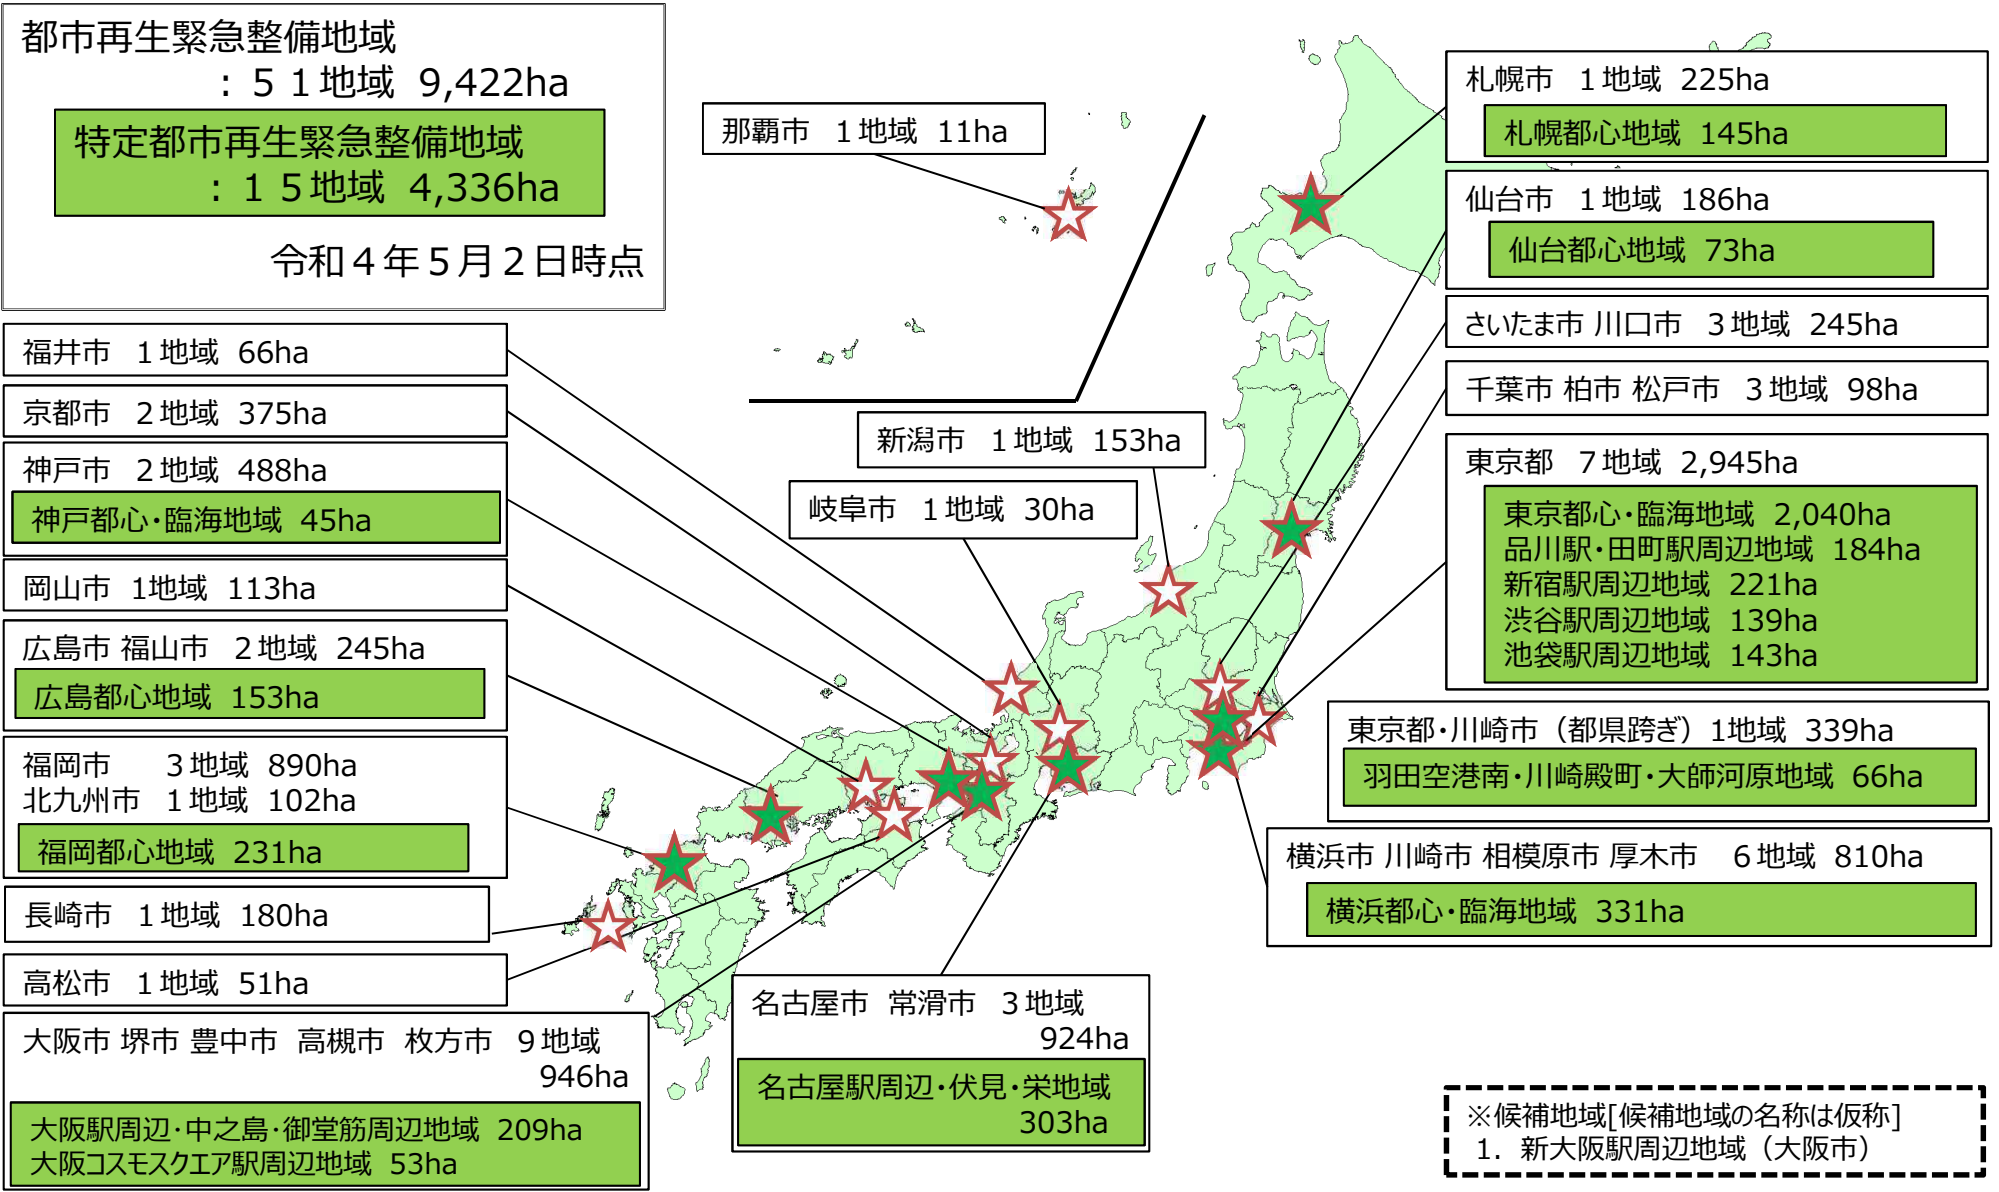 都市再生緊急整備地域
：５１地域 9,422ha
特定都市再生緊急整備地域
：１５地域 4,336ha
令和４年５月２日時点
福井市 １地域 66ha
京都市 ２地域 375ha
神戸市 ２地域 488ha
神戸都心・臨海地域 45ha
岡山市 1地域 113ha
広島市 福山市 ２地域 245ha
広島都心地域 153ha
福岡市 ３地域 890ha
北九州市 １地域 102ha
福岡都心地域 231ha
長崎市 １地域 180ha
高松市 １地域 51ha
大阪市 堺市 豊中市 高槻市 枚方市 ９地域
946ha
大阪駅周辺・中之島・御堂筋周辺地域 209ha
大阪コスモスクエア駅周辺地域 53ha
那覇市 １地域 11ha
新潟市 １地域 153ha
岐阜市 １地域 30ha
名古屋市 常滑市 ３地域
924ha
名古屋駅周辺・伏見・栄地域
303ha
札幌市 １地域 225ha
札幌都心地域 145ha
仙台市 １地域 186ha
仙台都心地域 73ha
さいたま市 川口市 ３地域 245ha
千葉市 柏市 松戸市 ３地域 98ha
東京都 ７地域 2,945ha
東京都心・臨海地域 2,040ha
品川駅・田町駅周辺地域 184ha
新宿駅周辺地域 221ha
渋谷駅周辺地域 139ha
池袋駅周辺地域 143ha
東京都・川崎市（都県跨ぎ）1地域 339ha
羽田空港南・川崎殿町・大師河原地域 66ha
横浜市 川崎市 相模原市 厚木市 ６地域 810ha
横浜都心・臨海地域 331ha
※候補地域[候補地域の名称は仮称]
1. 新大阪駅周辺地域（大阪市）